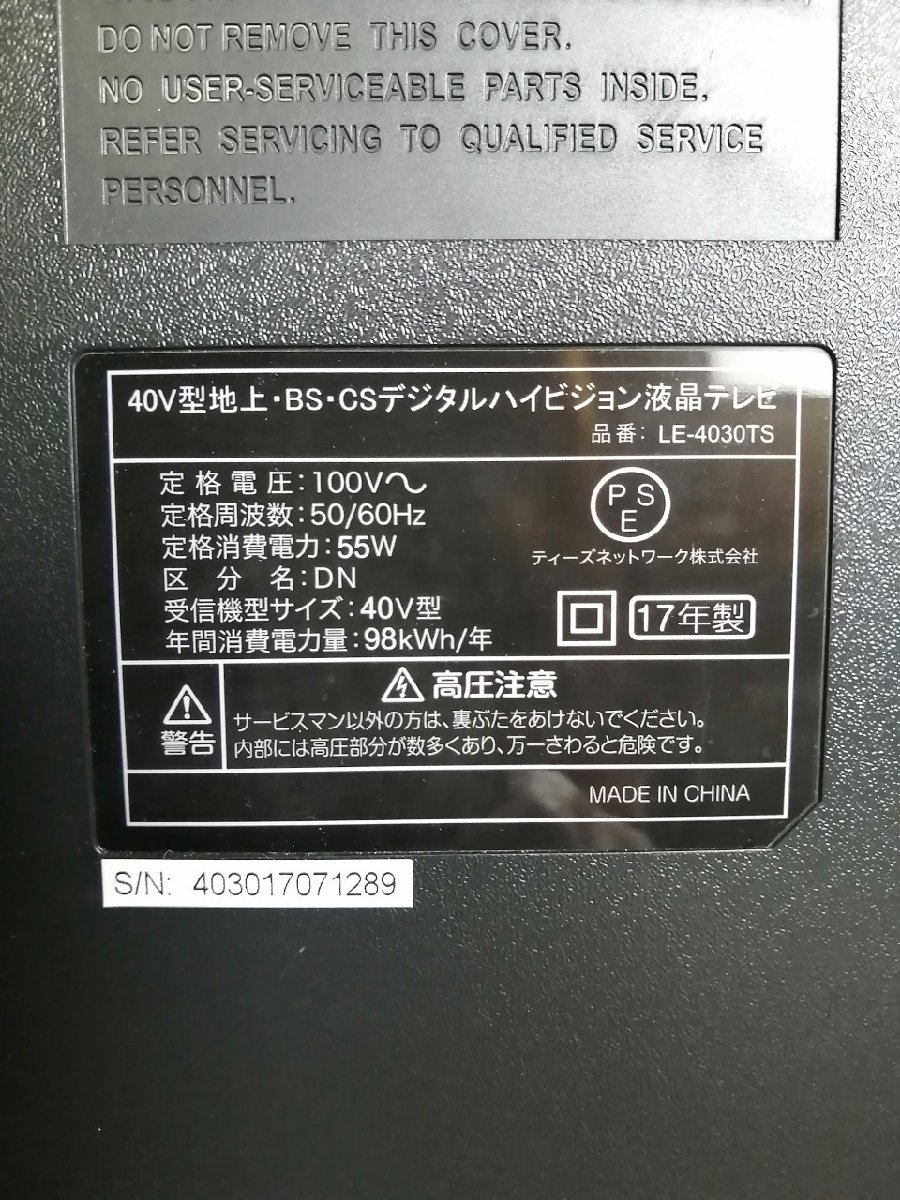 DO NOT REMOVE THIS COVER.
NO USER-SERVICEABLE PARTS INSIDE.
REFER SERVICING TO QUALIFIED SERVICE
PERSONNEL.
40V型地上・BS・CSデジタルハイビジョン液晶テレビ
品番: LE-4030TS
定格電圧:100V〜
定格周波数:50/60Hz
定格消費電力:55W
区分名:DN
受信機型サイズ:40V型
年間消費電力量:98kWh/年
P S
E
ティーズネットワーク株式会社
17年製
警告
高圧注意
サービスマン以外の方は、裏ぶたをあけないでください。
内部には高圧部分が数多くあり、万一さわると危険です。
MADE IN CHINA
S/N: 403017071289